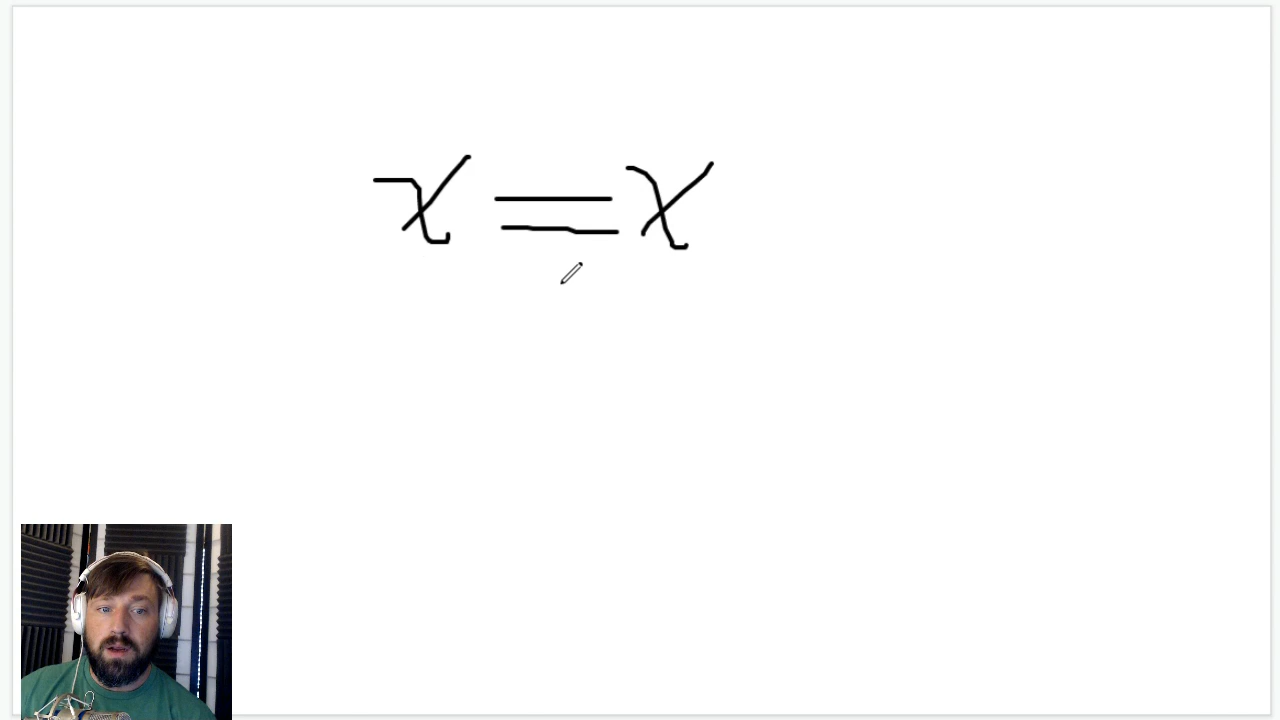 x = x